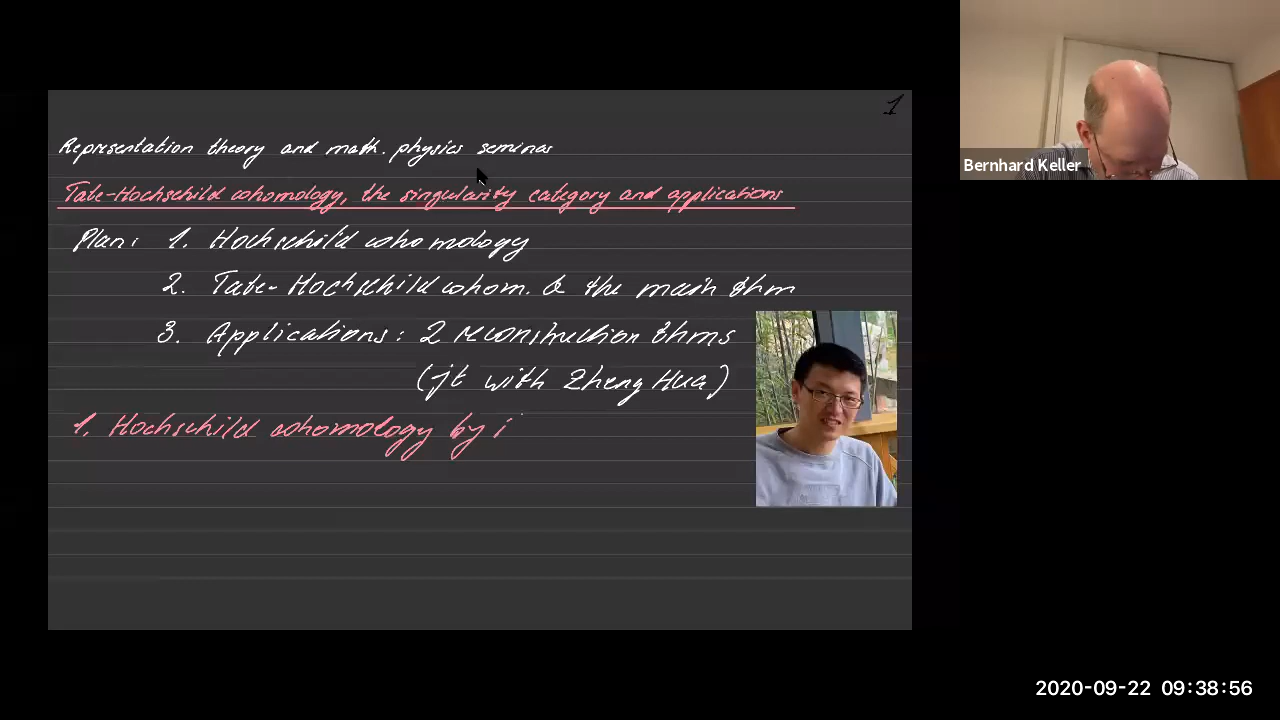 1
Representation theory and math. physics seminar
Tate-Hochschild cohomology, the singularity category and applications
Plan: 1. Hochschild cohomology
2. Tate-Hochschild cohom. & the main thm
3. Applications: 2 reconstruction thms
(jt with Zheng Hua)
1. Hochschild cohomology by i
Bernhard Keller
2020-09-22 09:38:56